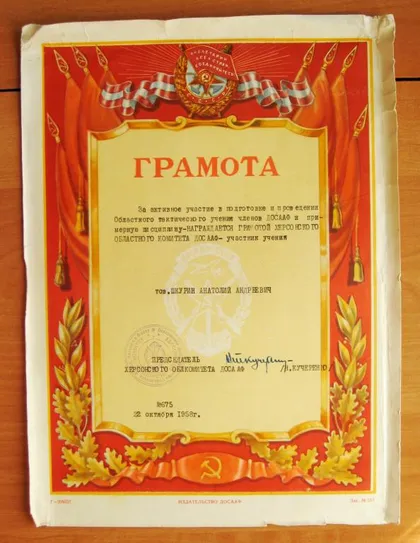 ГРАМОТА
За активное участие в подготовке и проведении
Областного тактического учения членов ДОСААФ и при-
мерную дисциплину-НАГРАЖДАЕТСЯ ГРАМОТОЙ ХЕРСОНСКОГО
ОБЛАСТНОГО КОМИТЕТА ДОСААФ- участник учения
тов. ШКУРИН АНАТОЛИЙ АНДРЕЕВИЧ
ПРЕДСЕДАТЕЛЬ
ХЕРСОНСКОГО ОБЛКОМИТЕТА ДОСААФ /П.КУЧЕРЕНКО/
№675
22 октября 1958г.
ИЗДАТЕЛЬСТВО ДОСААФ